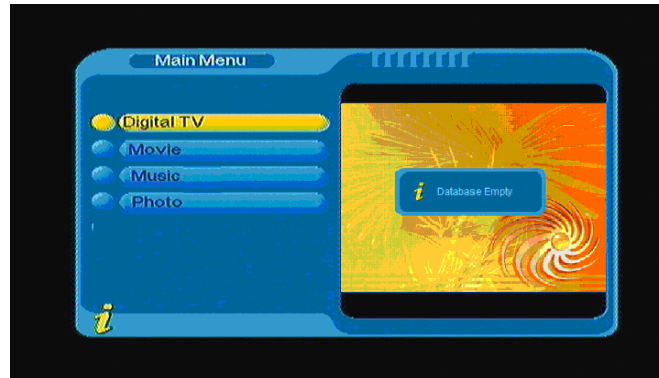 Main Menu
Digital TV
Movie
Music
Photo
i Database Empty
i